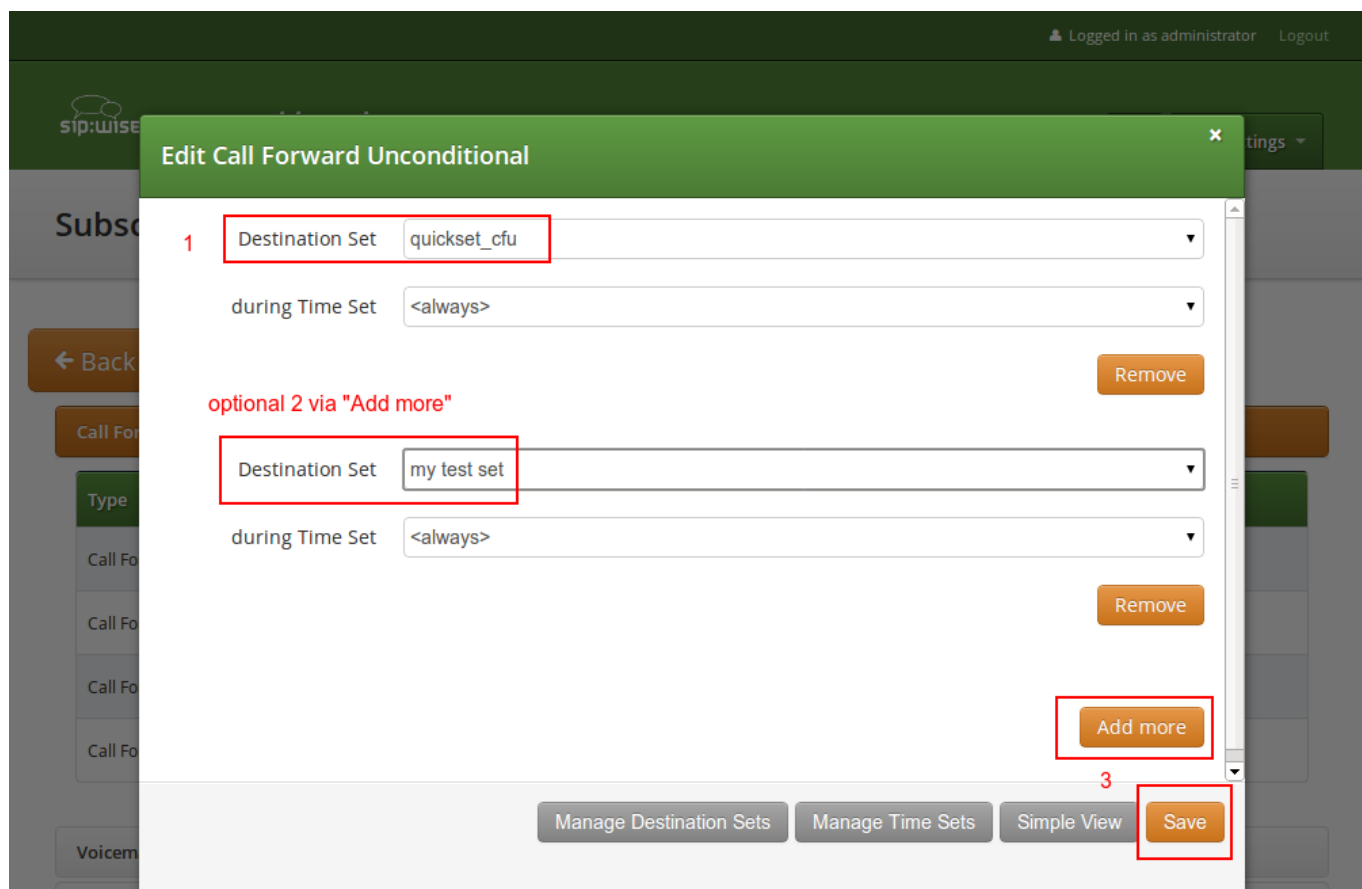 Logged in as administrator Logout
sip:wise
tings
Edit Call Forward Unconditional
×
Subsc
1 Destination Set quickset_cfu
during Time Set <always>
← Back
Remove
optional 2 via "Add more"
Call For
Destination Set my test set
Type
during Time Set <always>
Call Fo
Remove
Call Fo
Call Fo
Add more
Call Fo
3
Manage Destination Sets Manage Time Sets Simple View Save
Voicem